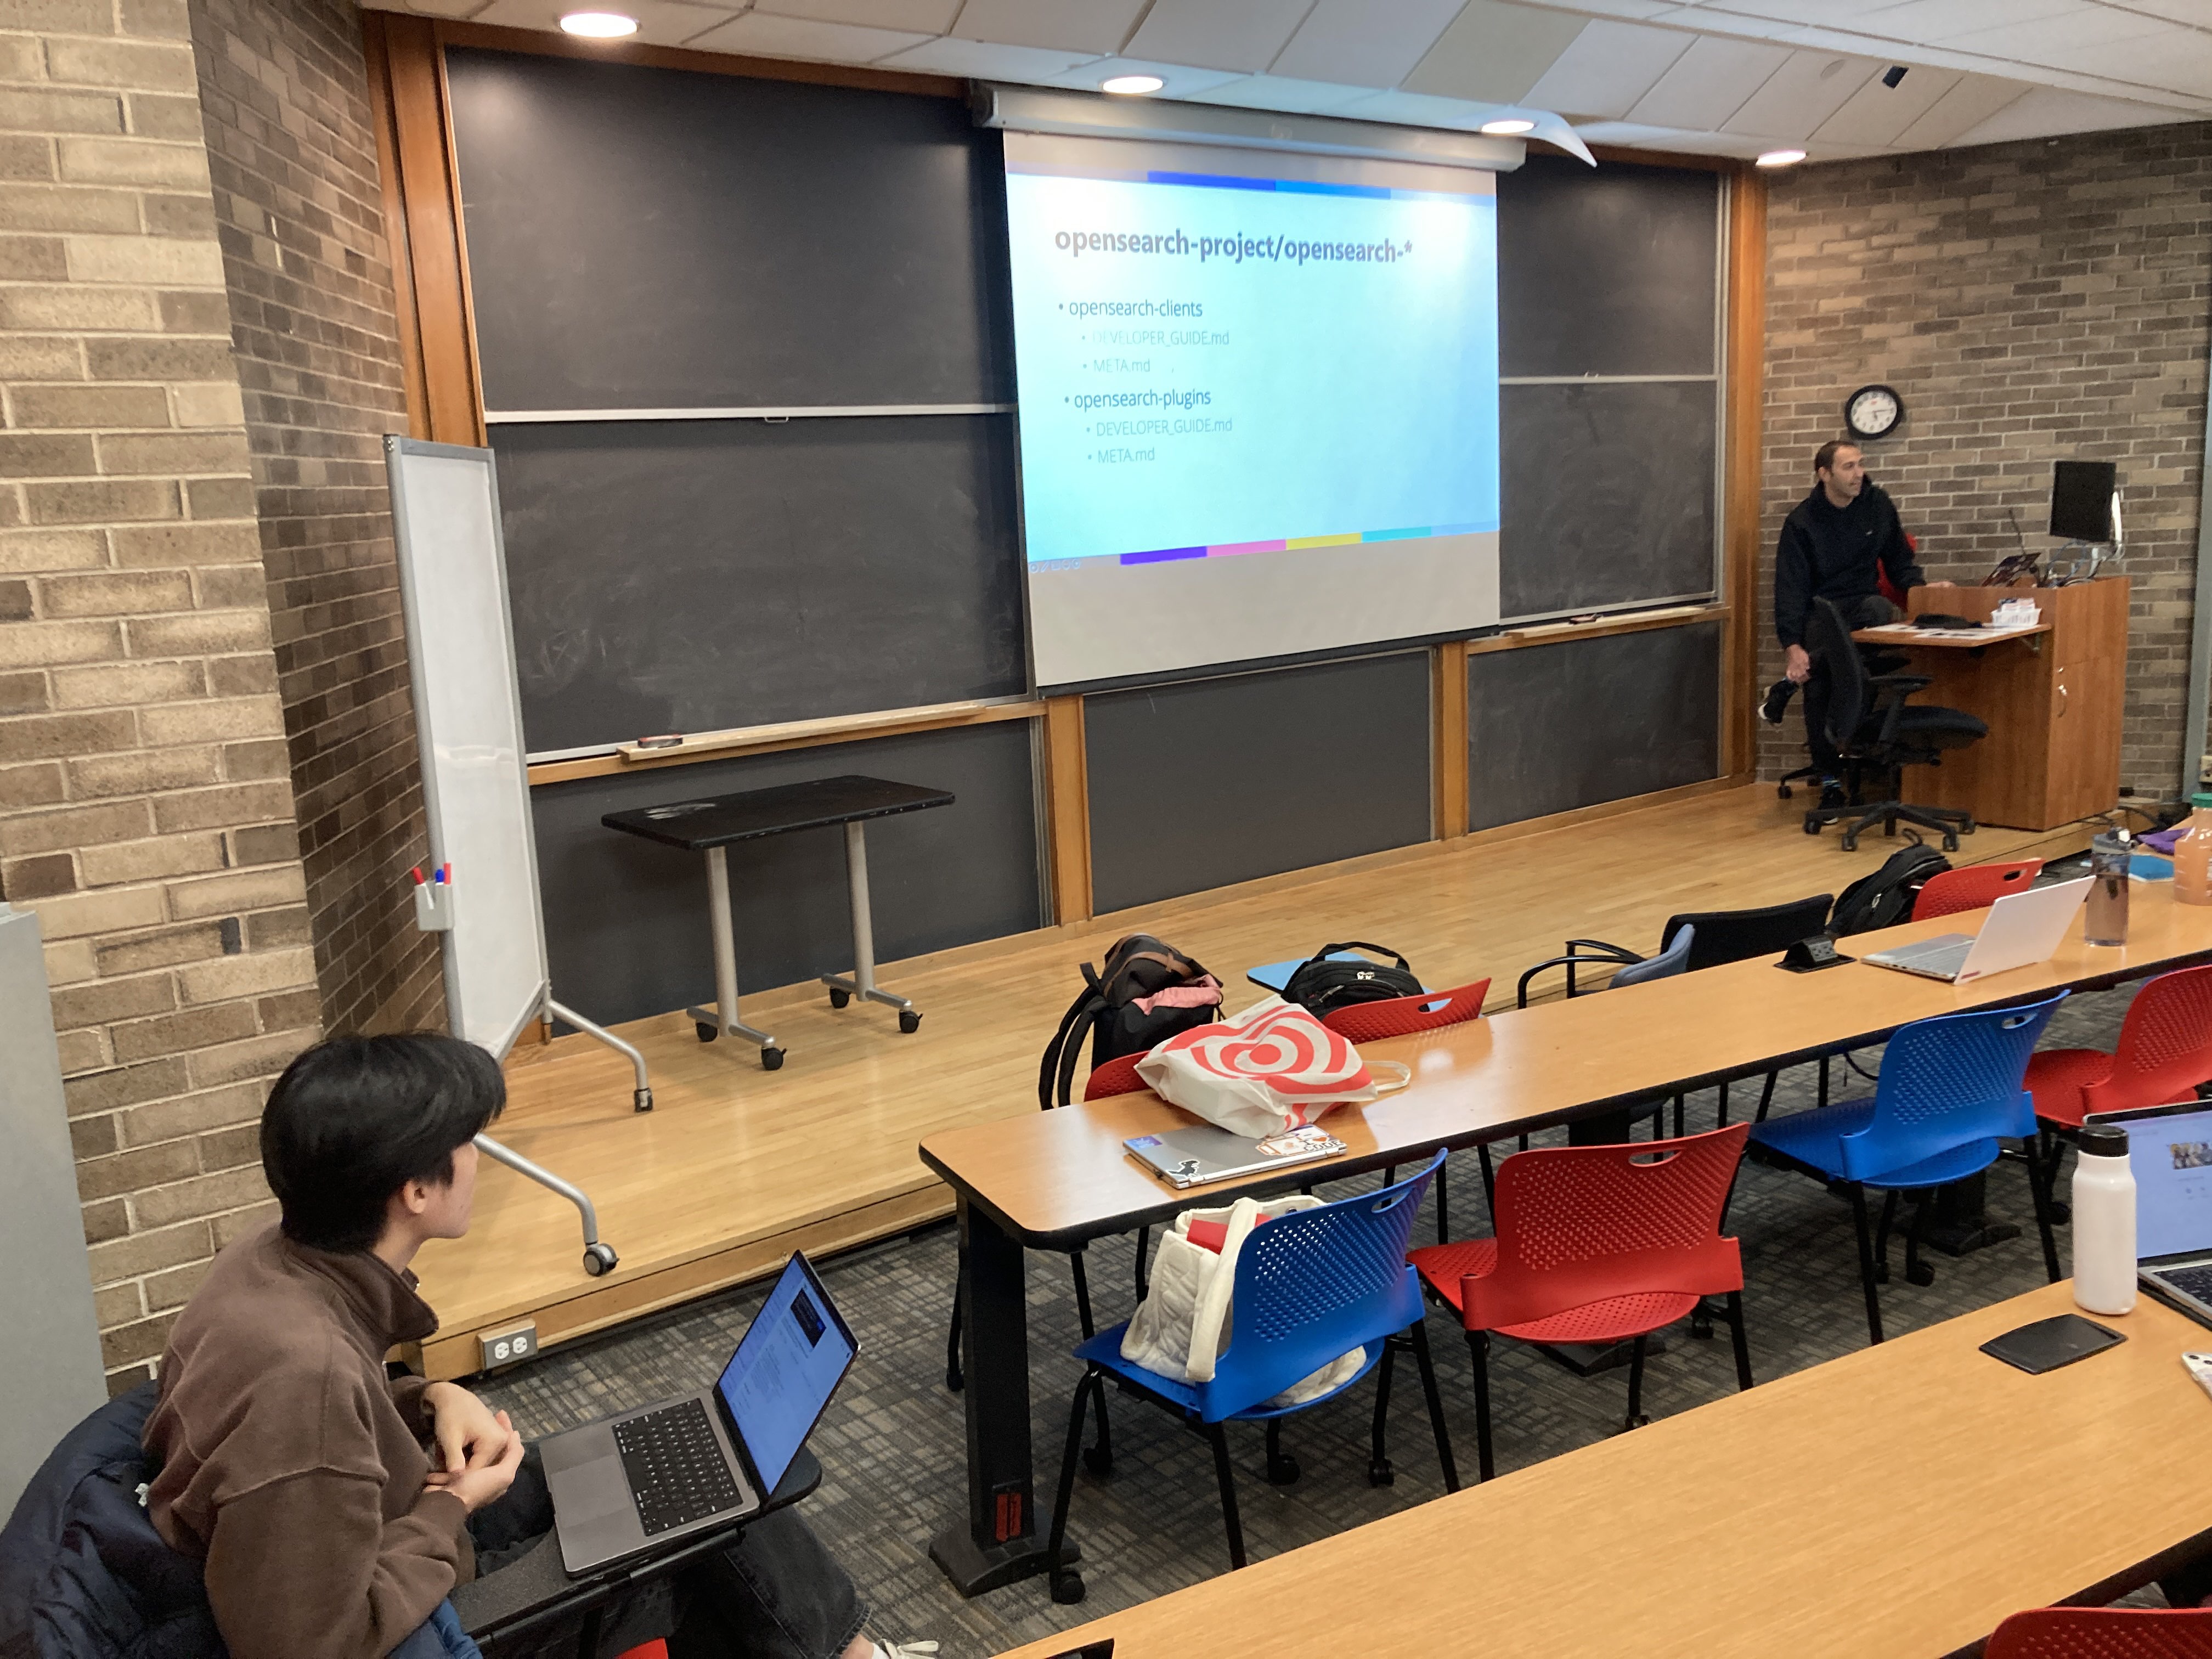 opensearch-project/opensearch-*
• opensearch-clients
• DEVELOPER_GUIDE.md
• META.md
• opensearch-plugins
• DEVELOPER_GUIDE.md
• META.md